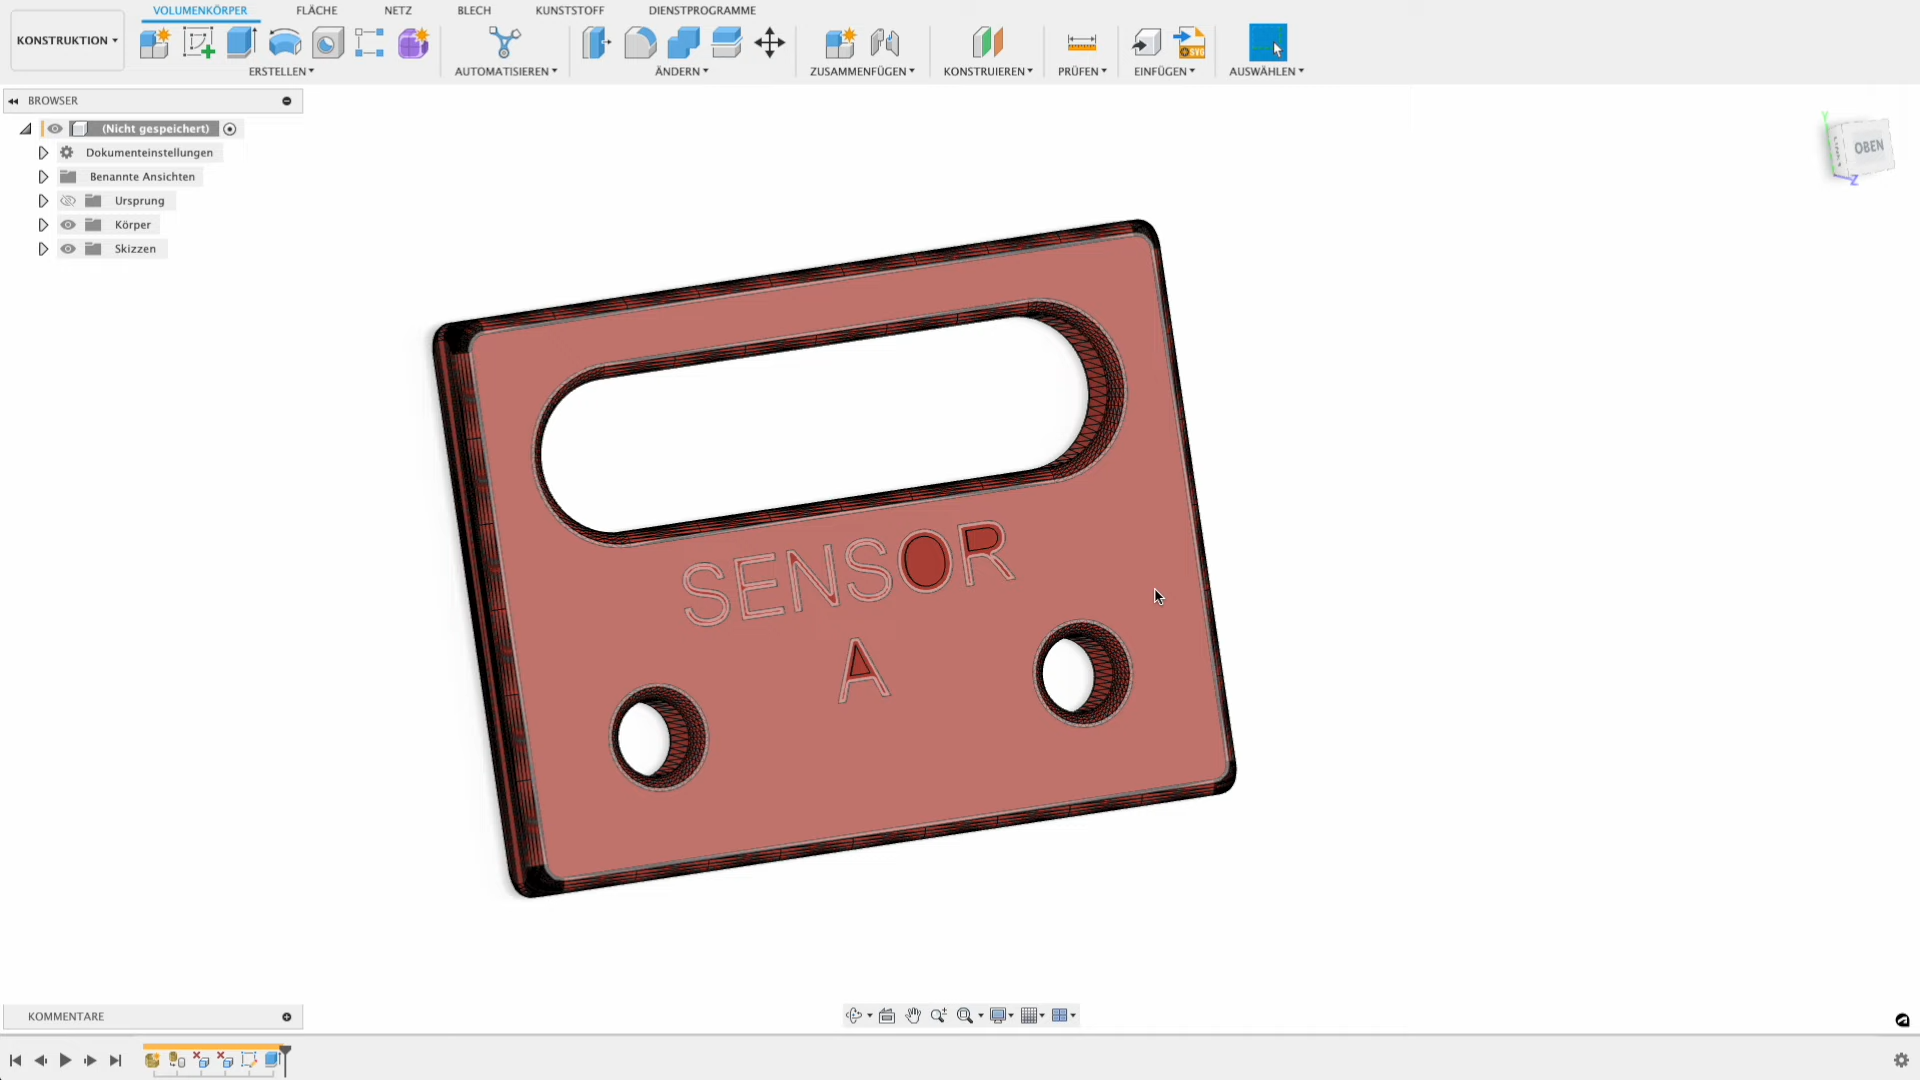 VOLUMENKÖRPER FLÄCHE NETZ BLECH KUNSTSTOFF DIENSTPROGRAMME
KONSTRUKTION
SVG
ERSTELLEN AUTOMATISIEREN ÄNDERN ZUSAMMENFÜGEN KONSTRUIEREN PRÜFEN EINFÜGEN AUSWÄHLEN
BROWSER
(Nicht gespeichert)
Dokumenteinstellungen
Benannte Ansichten
Ursprung
Körper
Skizzen
Y
OBEN
Z
SENSOR
A
KOMMENTARE